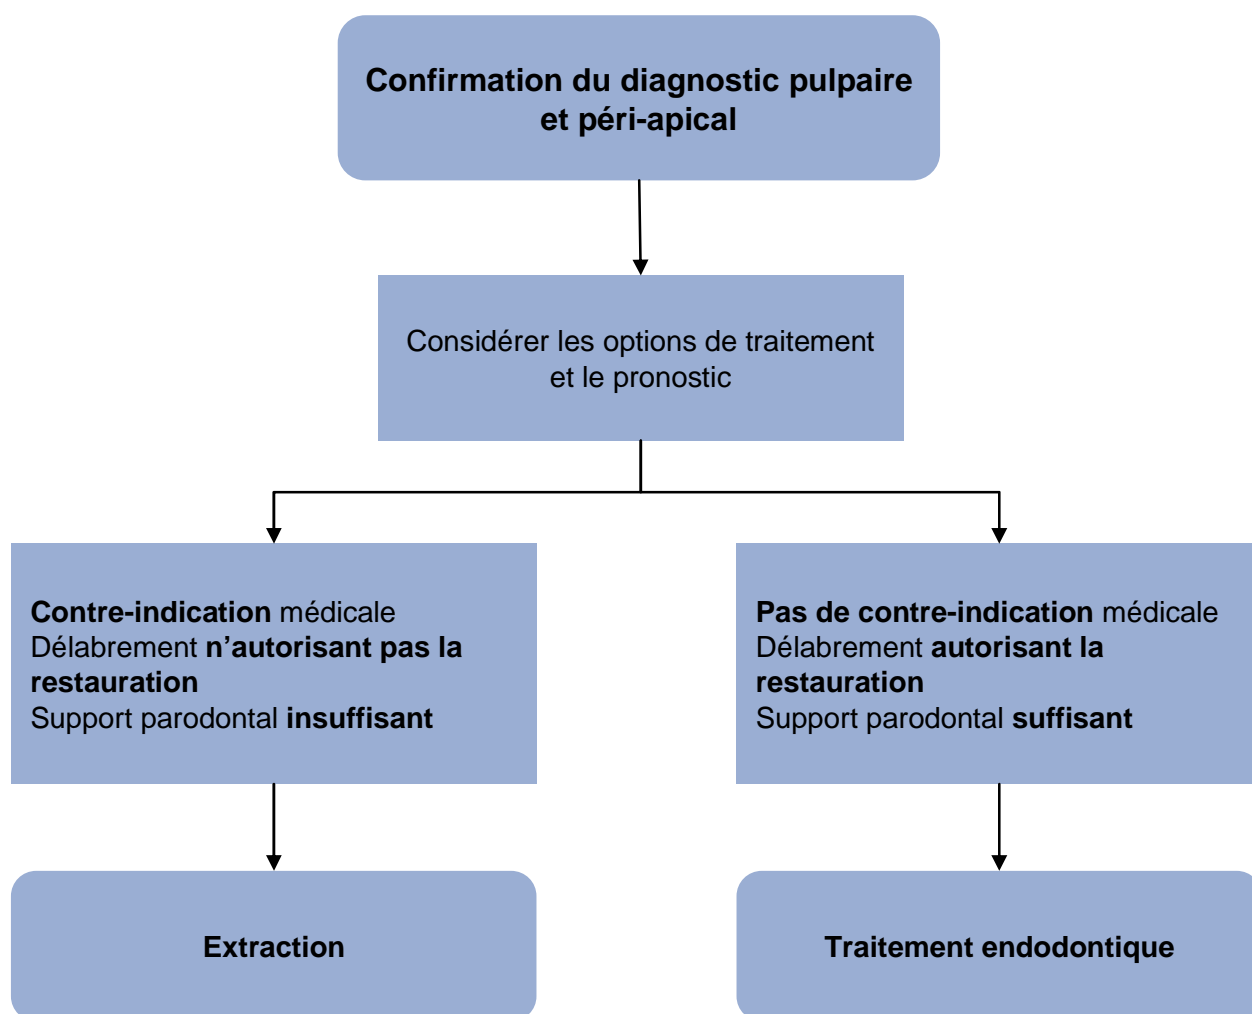 Confirmation du diagnostic pulpaire
et péri-apical
Considérer les options de traitement
et le pronostic
Contre-indication médicale
Délabrement n’autorisant pas la
restauration
Support parodontal insuffisant
Pas de contre-indication médicale
Délabrement autorisant la
restauration
Support parodontal suffisant
Extraction
Traitement endodontique